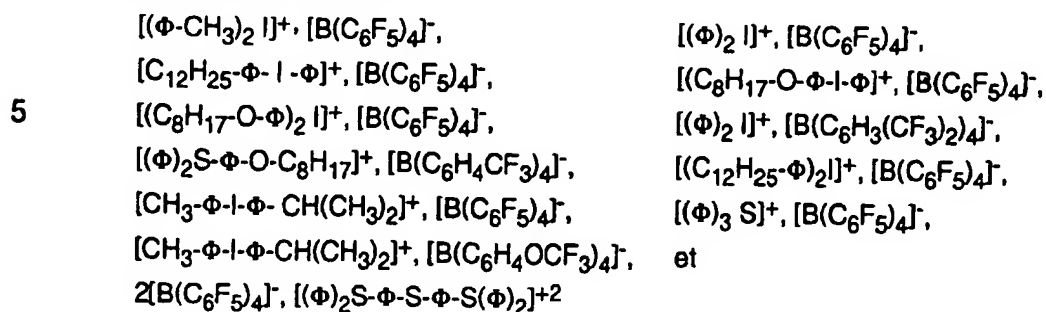 [(Φ-CH₃)₂ I]⁺, [B(C₆F₅)₄]⁻, [(Φ)₂ I]⁺, [B(C₆F₅)₄]⁻,
[C₁₂H₂₅-Φ- I -Φ]⁺, [B(C₆F₅)₄]⁻, [(C₈H₁₇-O-Φ-I-Φ]⁺, [B(C₆F₅)₄]⁻,
5 [(C₈H₁₇-O-Φ)₂ I]⁺, [B(C₆F₅)₄]⁻, [(Φ)₂ I]⁺, [B(C₆H₃(CF₃)₂)₄]⁻,
[(Φ)₂S-Φ-O-C₈H₁₇]⁺, [B(C₆H₄CF₃)₄]⁻, [(C₁₂H₂₅-Φ)₂I]⁺, [B(C₆F₅)₄]⁻,
[CH₃-Φ-I-Φ- CH(CH₃)₂]⁺, [B(C₆F₅)₄]⁻, [(Φ)₃ S]⁺, [B(C₆F₅)₄]⁻,
[CH₃-Φ-I-Φ-CH(CH₃)₂]⁺, [B(C₆H₄OCF₃)₄]⁻, et
2[B(C₆F₅)₄]⁻, [(Φ)₂S-Φ-S-Φ-S(Φ)₂]⁺²